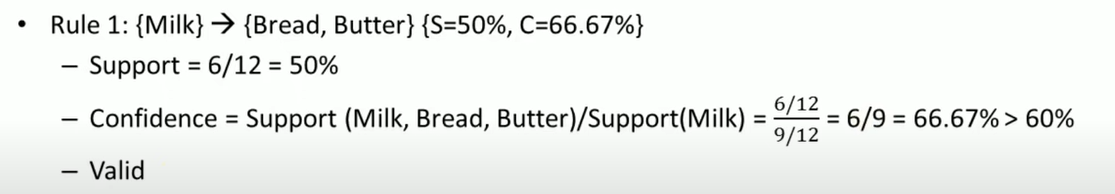 • Rule 1: {Milk} → {Bread, Butter} {S=50%, C=66.67%}
– Support = 6/12 = 50%
– Confidence = Support (Milk, Bread, Butter)/Support(Milk) = \frac{6/12}{9/12} = 6/9 = 66.67% > 60%
– Valid